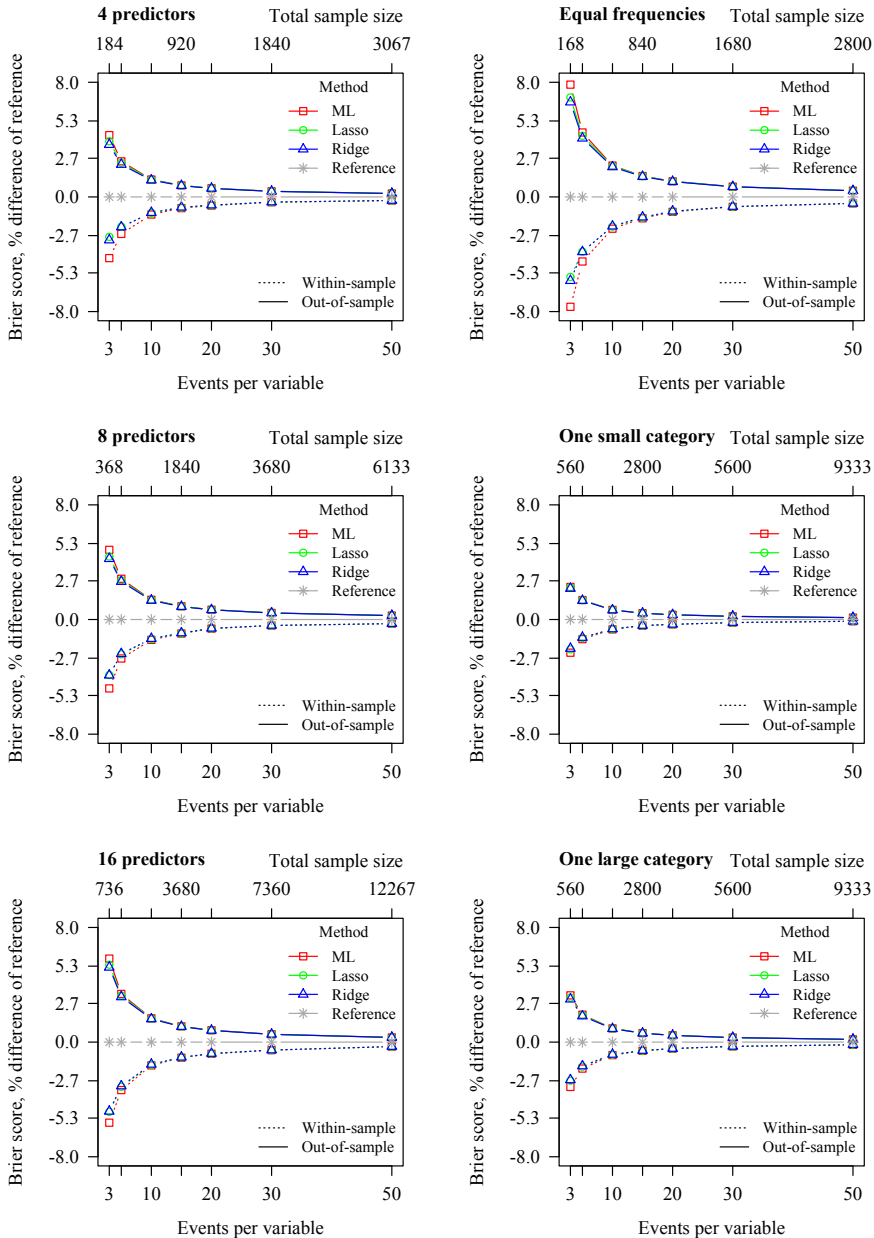 4 predictors Total sample size
184 920 1840 3067
Brier score, % difference of reference
8.0
5.3
2.7
0.0
-2.7
-5.3
-8.0
Method
ML
Lasso
Ridge
Reference
Within-sample
Out-of-sample
3 10 20 30 50
Events per variable
Equal frequencies Total sample size
168 840 1680 2800
Brier score, % difference of reference
8.0
5.3
2.7
0.0
-2.7
-5.3
-8.0
Method
ML
Lasso
Ridge
Reference
Within-sample
Out-of-sample
3 10 20 30 50
Events per variable
8 predictors Total sample size
368 1840 3680 6133
Brier score, % difference of reference
8.0
5.3
2.7
0.0
-2.7
-5.3
-8.0
Method
ML
Lasso
Ridge
Reference
Within-sample
Out-of-sample
3 10 20 30 50
Events per variable
One small category Total sample size
560 2800 5600 9333
Brier score, % difference of reference
8.0
5.3
2.7
0.0
-2.7
-5.3
-8.0
Method
ML
Lasso
Ridge
Reference
Within-sample
Out-of-sample
3 10 20 30 50
Events per variable
16 predictors Total sample size
736 3680 7360 12267
Brier score, % difference of reference
8.0
5.3
2.7
0.0
-2.7
-5.3
-8.0
Method
ML
Lasso
Ridge
Reference
Within-sample
Out-of-sample
3 10 20 30 50
Events per variable
One large category Total sample size
560 2800 5600 9333
Brier score, % difference of reference
8.0
5.3
2.7
0.0
-2.7
-5.3
-8.0
Method
ML
Lasso
Ridge
Reference
Within-sample
Out-of-sample
3 10 20 30 50
Events per variable